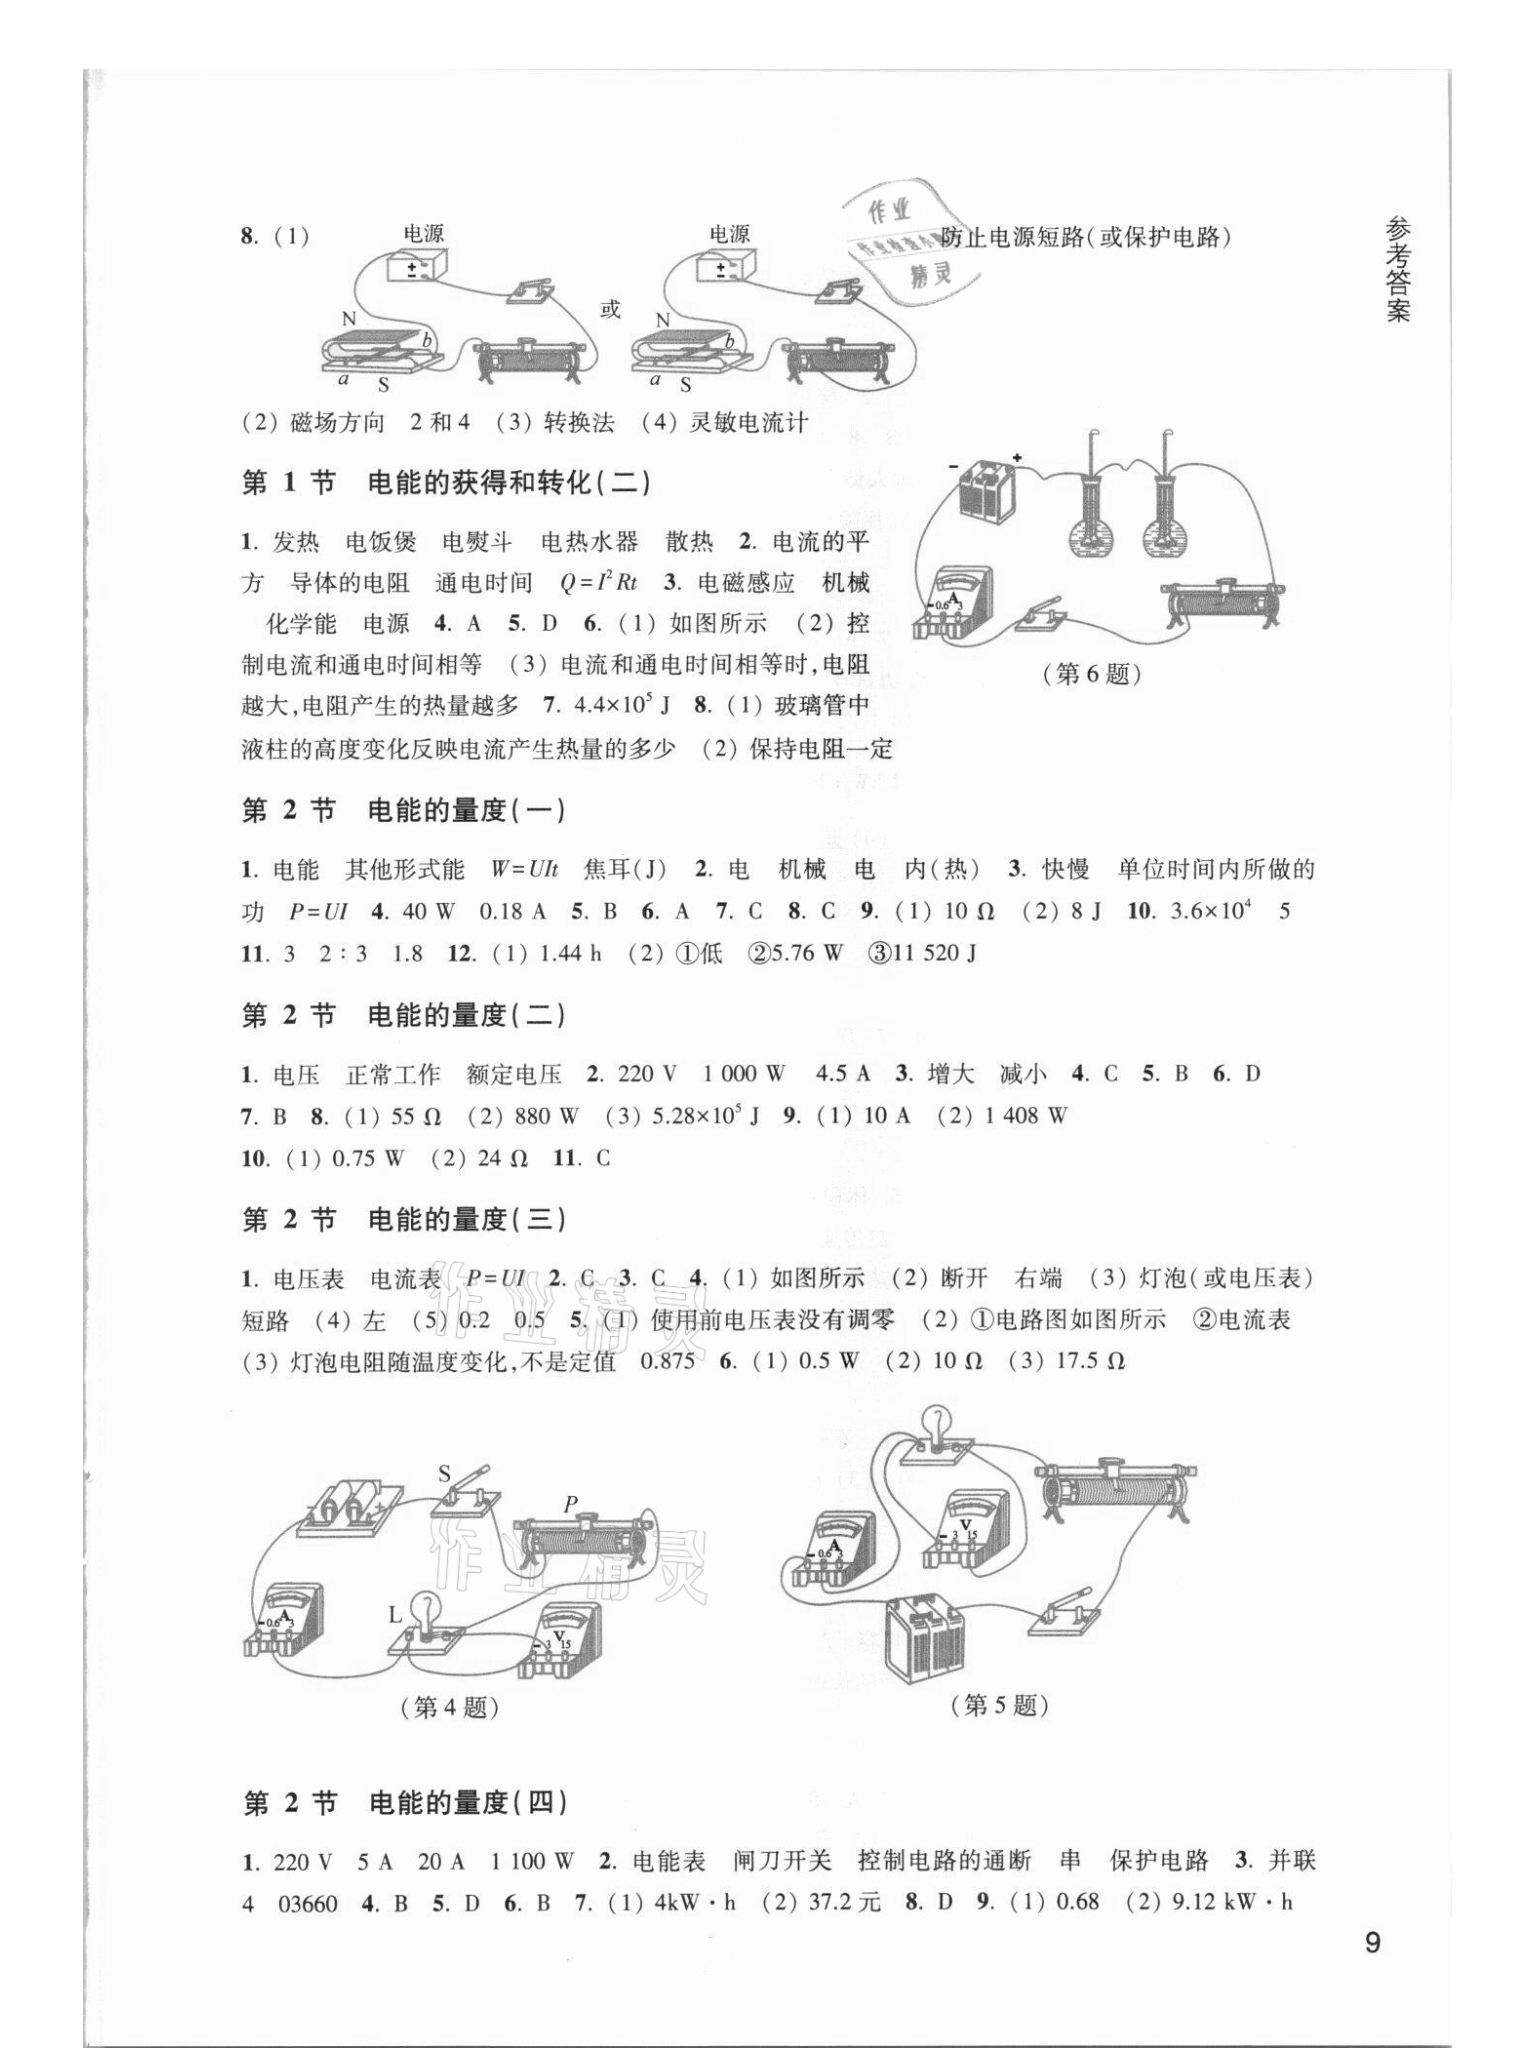 参考答案
8. (1) 电源 或 电源 防止电源短路(或保护电路)
+ − N b a S
+ − N b a S
作业
作业检查小
精灵
(2) 磁场方向 2 和 4 (3) 转换法 (4) 灵敏电流计
第 1 节 电能的获得和转化(二)
1. 发热 电饭煲 电熨斗 电热水器 散热 2. 电流的平
方 导体的电阻 通电时间 Q=I²Rt 3. 电磁感应 机械
化学能 电源 4. A 5. D 6. (1) 如图所示 (2) 控
制电流和通电时间相等 (3) 电流和通电时间相等时,电阻
越大,电阻产生的热量越多 7. 4.4×10⁵ J 8. (1) 玻璃管中
液柱的高度变化反映电流产生热量的多少 (2) 保持电阻一定
- +
A
-0.6 3
(第 6 题)
第 2 节 电能的量度(一)
1. 电能 其他形式能 W=UIt 焦耳(J) 2. 电 机械 电 内(热) 3. 快慢 单位时间内所做的
功 P=UI 4. 40 W 0.18 A 5. B 6. A 7. C 8. C 9. (1) 10 Ω (2) 8 J 10. 3.6×10⁴ 5
11. 3 2∶3 1.8 12. (1) 1.44 h (2) ①低 ②5.76 W ③11 520 J
第 2 节 电能的量度(二)
1. 电压 正常工作 额定电压 2. 220 V 1 000 W 4.5 A 3. 增大 减小 4. C 5. B 6. D
7. B 8. (1) 55 Ω (2) 880 W (3) 5.28×10⁵ J 9. (1) 10 A (2) 1 408 W
10. (1) 0.75 W (2) 24 Ω 11. C
第 2 节 电能的量度(三)
1. 电压表 电流表 P=UI 2. C 3. C 4. (1) 如图所示 (2) 断开 右端 (3) 灯泡(或电压表)
短路 (4) 左 (5) 0.2 0.5 5. (1) 使用前电压表没有调零 (2) ①电路图如图所示 ②电流表
(3) 灯泡电阻随温度变化,不是定值 0.875 6. (1) 0.5 W (2) 10 Ω (3) 17.5 Ω
作业精灵
- + S P
作业精灵
A
-0.6 3
L
V
- 3 15
(第 4 题)
V
- 3 15
A
-0.6 3
(第 5 题)
第 2 节 电能的量度(四)
1. 220 V 5 A 20 A 1 100 W 2. 电能表 闸刀开关 控制电路的通断 串 保护电路 3. 并联
4 03660 4. B 5. D 6. B 7. (1) 4kW·h (2) 37.2 元 8. D 9. (1) 0.68 (2) 9.12 kW·h
9